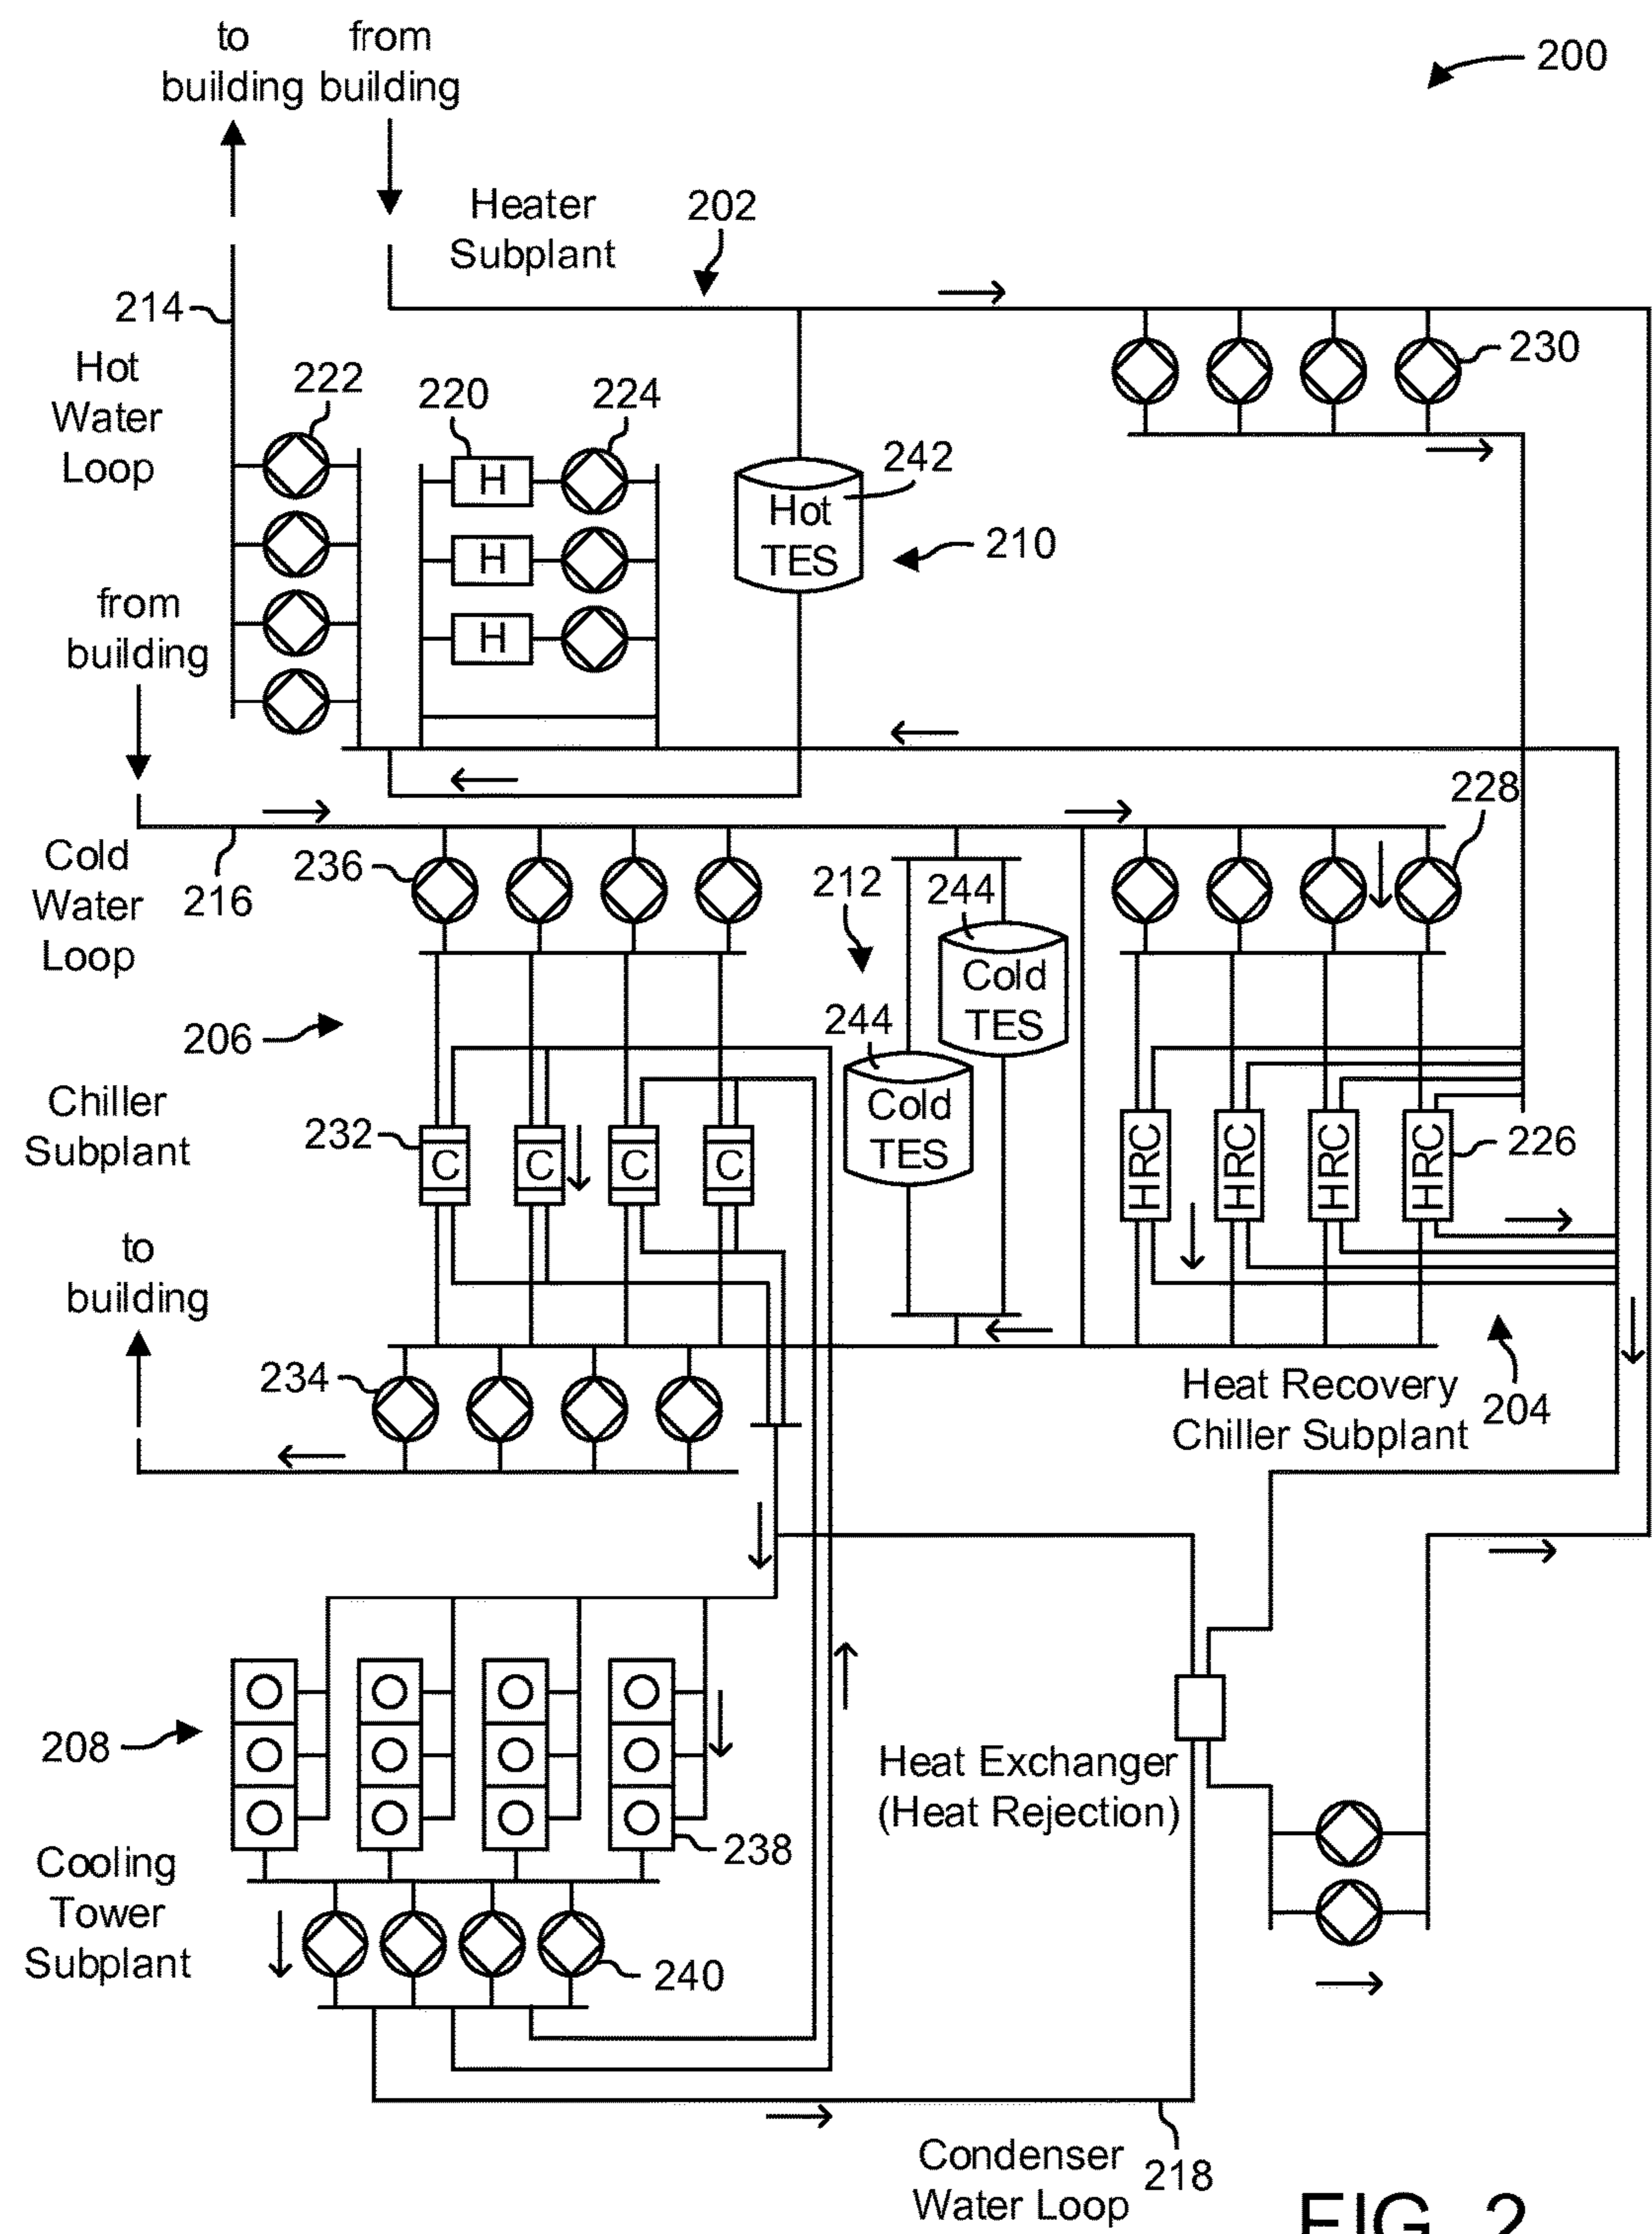 to from
building building
200
Heater
Subplant
202
214
Hot
Water
Loop
222
220
224
230
242
Hot
TES
210
H
H
H
from
building
228
Cold
Water
Loop
216
236
212
244
Cold
TES
244
Cold
TES
206
Chiller
Subplant
232
C
C
C
C
HRC
HRC
HRC
HRC
226
to
building
234
Heat Recovery
Chiller Subplant
204
208
Heat Exchanger
(Heat Rejection)
238
Cooling
Tower
Subplant
240
Condenser
Water Loop
218
FIG. 2